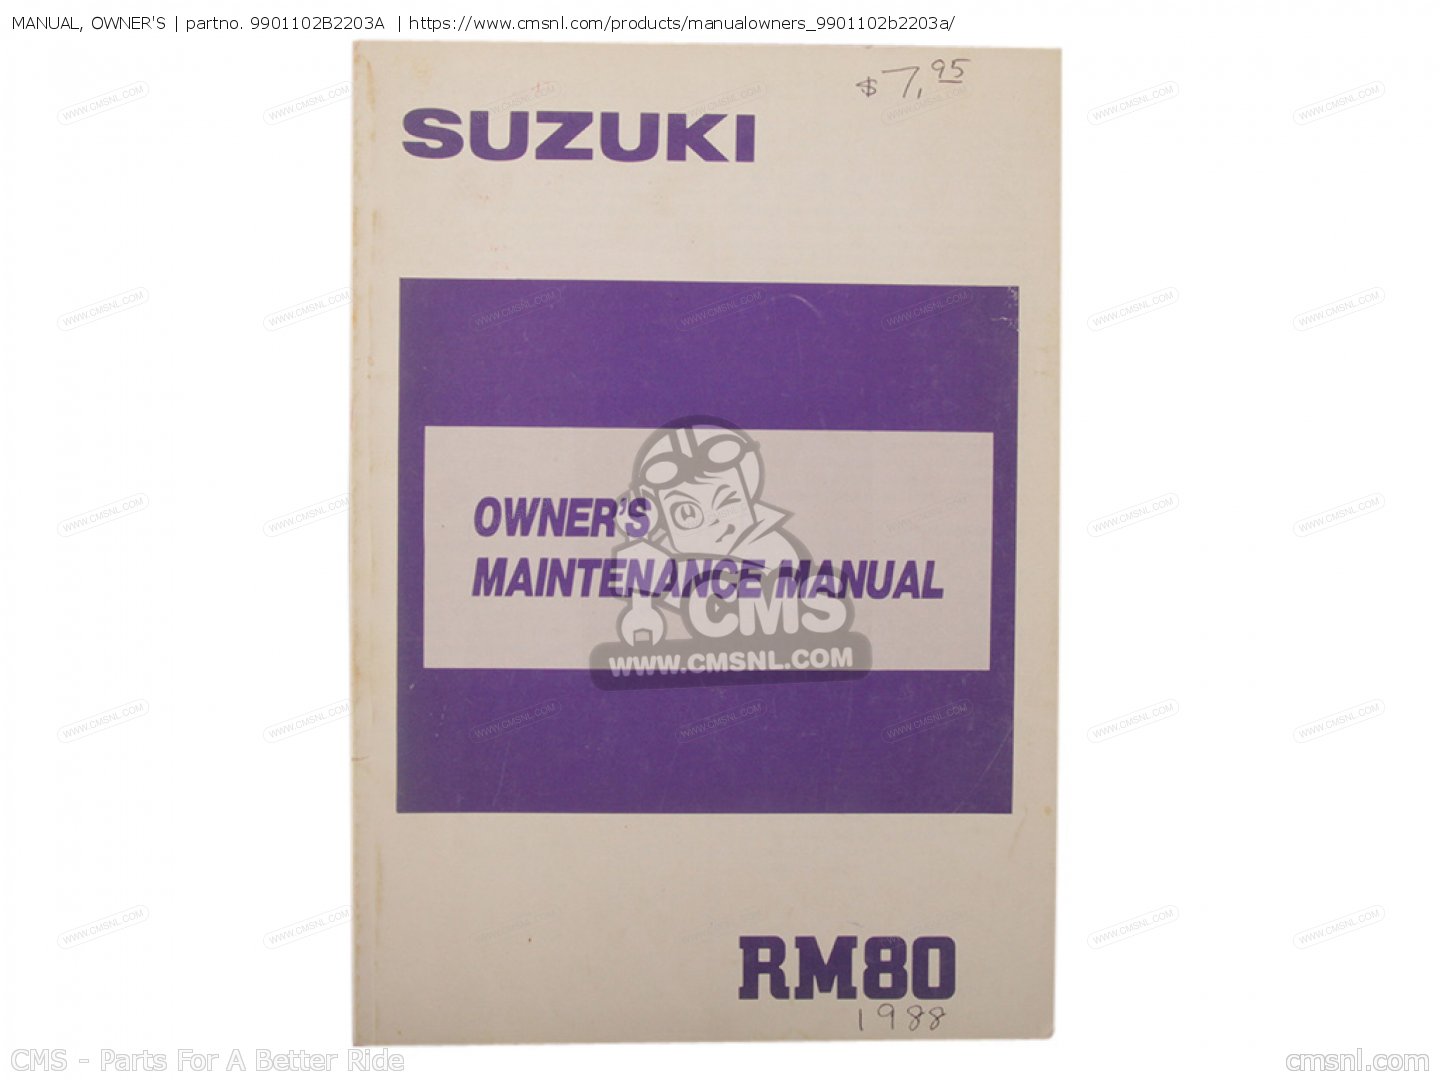 MANUAL, OWNER'S | partno. 9901102B2203A | https://www.cmsnl.com/products/manualowners_9901102b2203a/
$7.95
SUZUKI
OWNER'S
MAINTENANCE MANUAL
CMS
WWW.CMSNL.COM
RM80
1988
CMS - Parts For A Better Ride
cmsnl.com